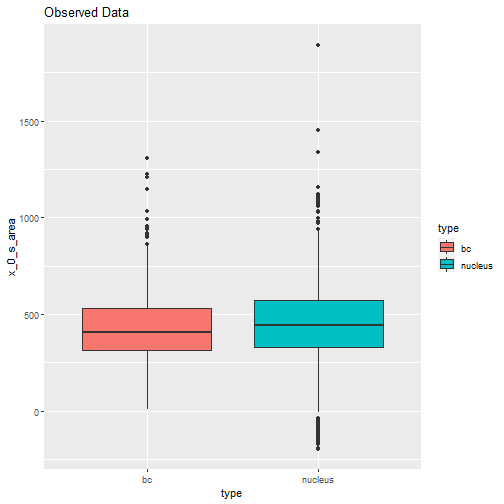 Observed Data
x_0_s_area
1500
1000
500
0
bc
nucleus
type
type
bc
nucleus